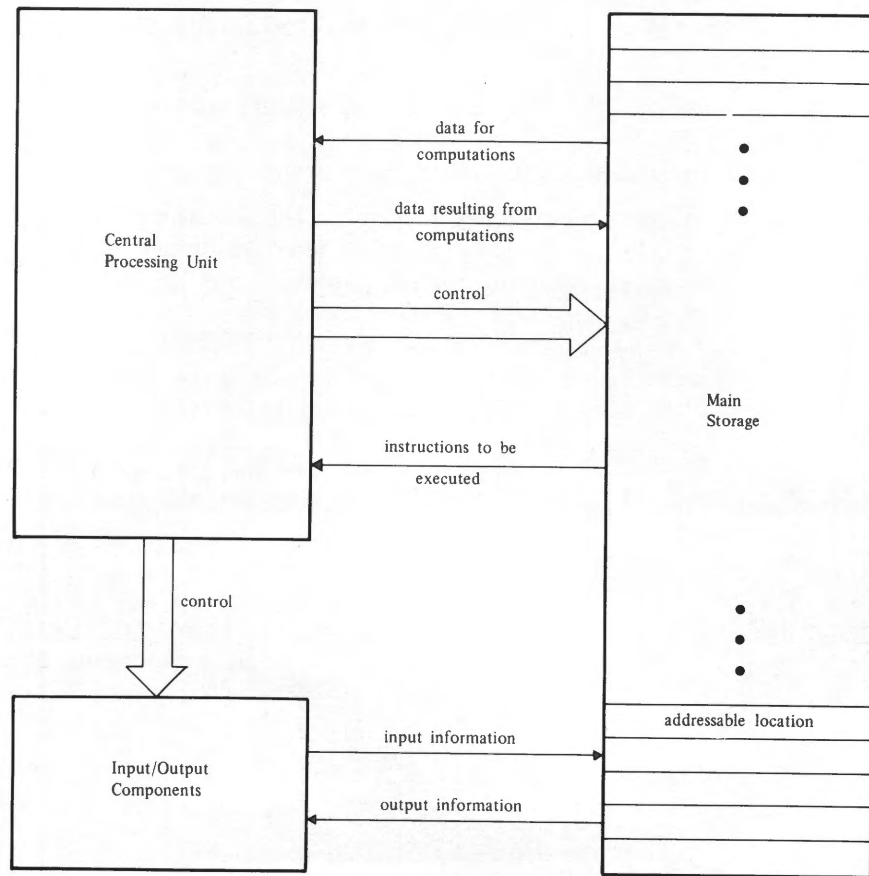 data for
computations
data resulting from
computations
Central
Processing Unit
control
Main
Storage
instructions to be
executed
control
addressable location
input information
Input/Output
Components
output information